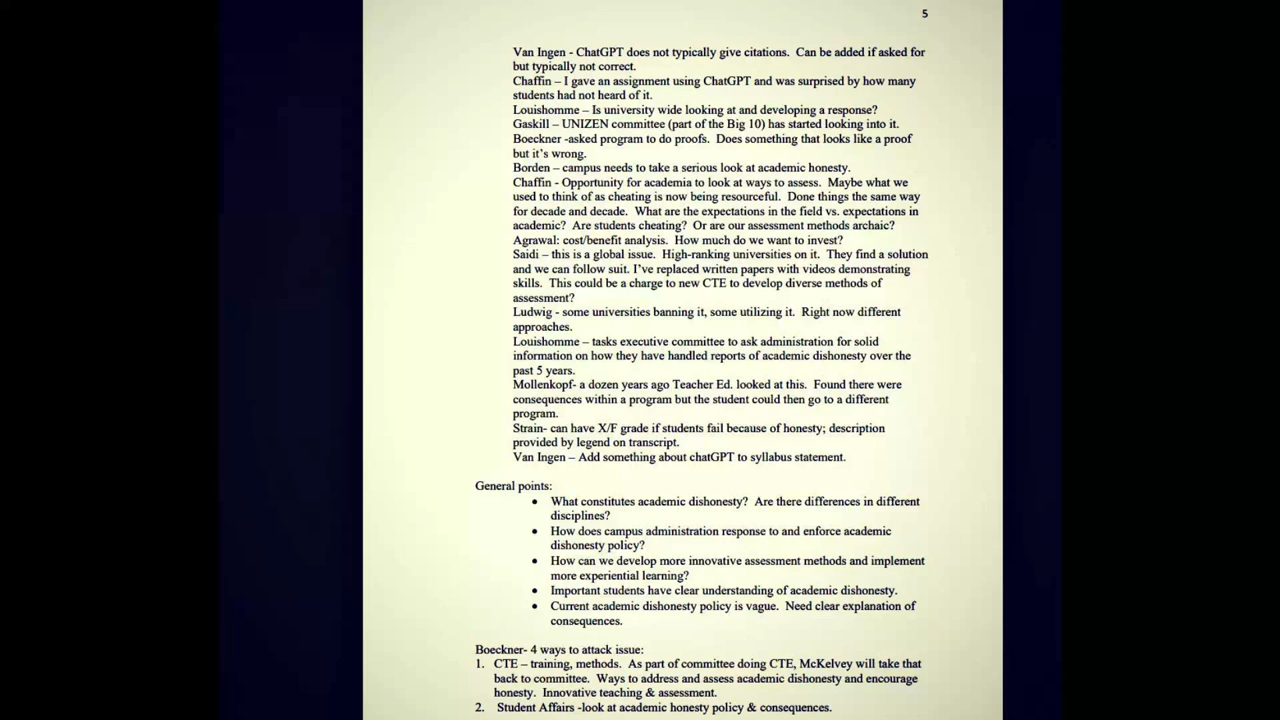 5
Van Ingen - ChatGPT does not typically give citations.  Can be added if asked for
but typically not correct.
Chaffin – I gave an assignment using ChatGPT and was surprised by how many
students had not heard of it.
Louishomme – Is university wide looking at and developing a response?
Gaskill – UNIZEN committee (part of the Big 10) has started looking into it.
Boeckner -asked program to do proofs.  Does something that looks like a proof
but it's wrong.
Borden – campus needs to take a serious look at academic honesty.
Chaffin - Opportunity for academia to look at ways to assess.  Maybe what we
used to think of as cheating is now being resourceful.  Done things the same way
for decade and decade.  What are the expectations in the field vs. expectations in
academic?  Are students cheating?  Or are our assessment methods archaic?
Agrawal: cost/benefit analysis.  How much do we want to invest?
Saidi – this is a global issue.  High-ranking universities on it.  They find a solution
and we can follow suit. I've replaced written papers with videos demonstrating
skills.  This could be a charge to new CTE to develop diverse methods of
assessment?
Ludwig - some universities banning it, some utilizing it.  Right now different
approaches.
Louishomme – tasks executive committee to ask administration for solid
information on how they have handled reports of academic dishonesty over the
past 5 years.
Mollenkopf- a dozen years ago Teacher Ed. looked at this.  Found there were
consequences within a program but the student could then go to a different
program.
Strain- can have X/F grade if students fail because of honesty; description
provided by legend on transcript.
Van Ingen – Add something about chatGPT to syllabus statement.
General points:
• What constitutes academic dishonesty?  Are there differences in different
disciplines?
• How does campus administration response to and enforce academic
dishonesty policy?
• How can we develop more innovative assessment methods and implement
more experiential learning?
• Important students have clear understanding of academic dishonesty.
• Current academic dishonesty policy is vague.  Need clear explanation of
consequences.
Boeckner- 4 ways to attack issue:
1. CTE – training, methods.  As part of committee doing CTE, McKelvey will take that
back to committee.  Ways to address and assess academic dishonesty and encourage
honesty.  Innovative teaching & assessment.
2. Student Affairs -look at academic honesty policy & consequences.